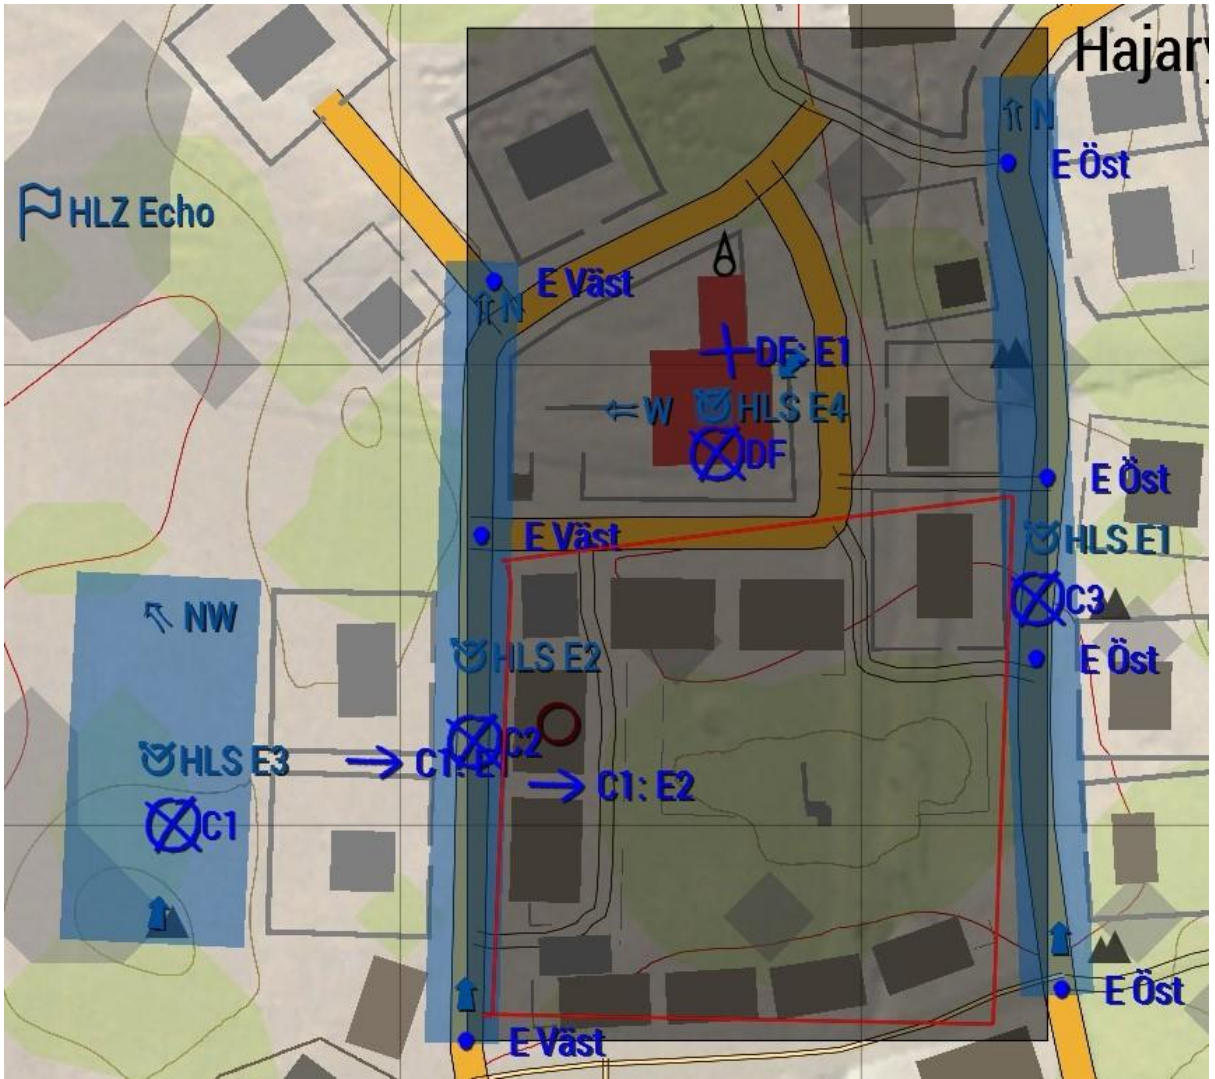 Hajary
N
E Öst
HLZ Echo
E Väst
N
DF: E1
W
HLS E4
DF
E Öst
E Väst
HLS E1
C3
NW
HLS E2
E Öst
C2
HLS E3
C1: E
C1: E2
C1
E Öst
E Väst